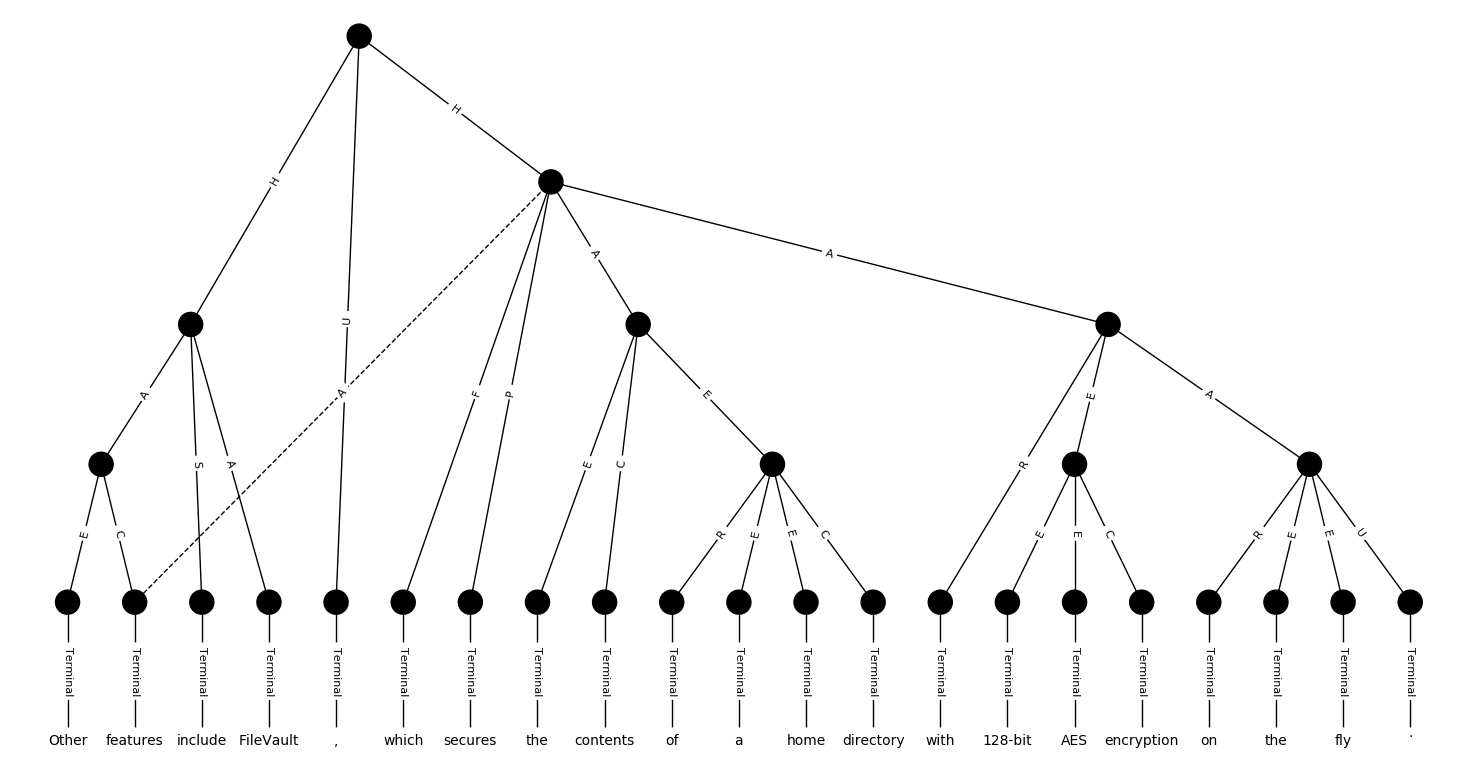 H
H
A
H
A
U
A
A
F
P
E
E
A
S
A
E
C
R
E
C
R
E
E
C
E
E
C
R
E
E
U
Terminal Terminal Terminal Terminal Terminal Terminal Terminal Terminal Terminal Terminal Terminal Terminal Terminal Terminal Terminal Terminal Terminal Terminal Terminal Terminal Terminal
Other features include FileVault , which secures the contents of a home directory with 128-bit AES encryption on the fly .